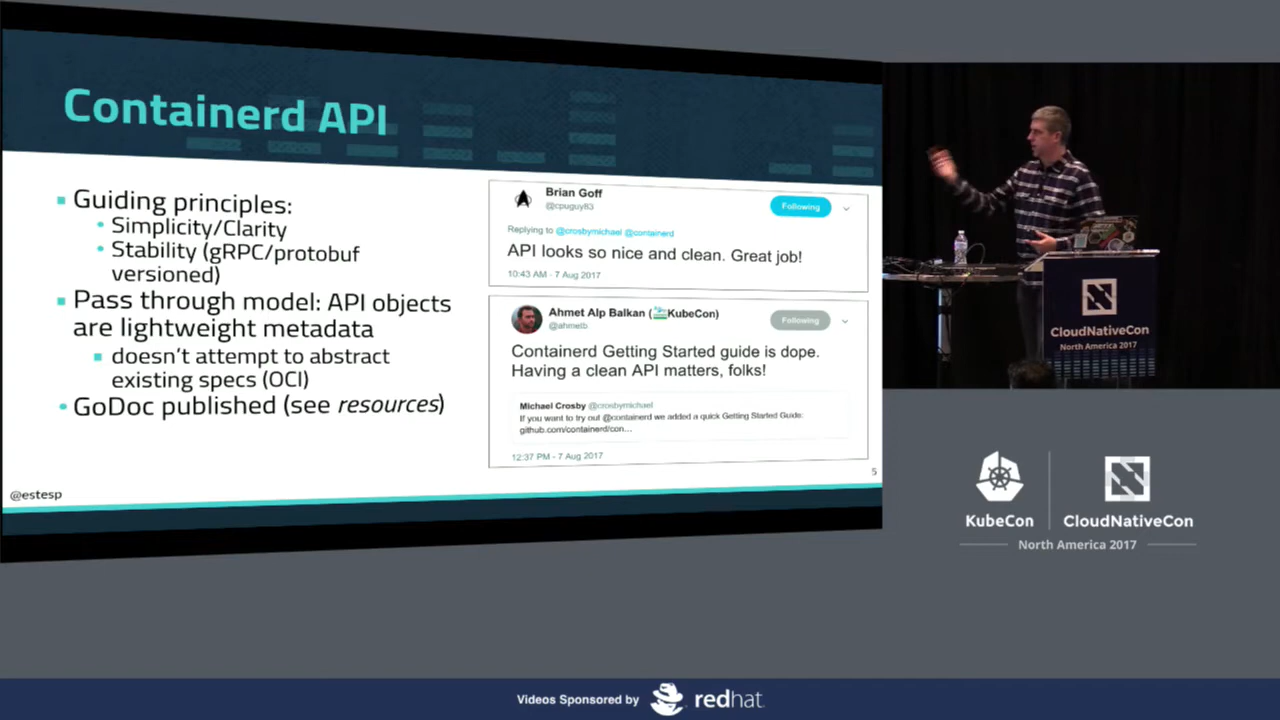 Containerd API
Guiding principles:
Simplicity/Clarity
Stability (gRPC/protobuf
versioned)
Pass through model: API objects
are lightweight metadata
doesn't attempt to abstract
existing specs (OCI)
GoDoc published (see resources)
@estesp
Brian Goff
@cpuguy83
Following
Replying to @crosbymichael @containerd
API looks so nice and clean. Great job!
10:43 AM - 7 Aug 2017
Ahmet Alp Balkan (KubeCon)
@ahmetb
Following
Containerd Getting Started guide is dope.
Having a clean API matters, folks!
Michael Crosby @crosbymichael
If you want to try out @containerd we added a quick Getting Started Guide:
github.com/containerd/con...
12:37 PM - 7 Aug 2017
5
CloudNativeCon
North America 2017
KubeCon
CloudNativeCon
North America 2017
Videos Sponsored by redhat.